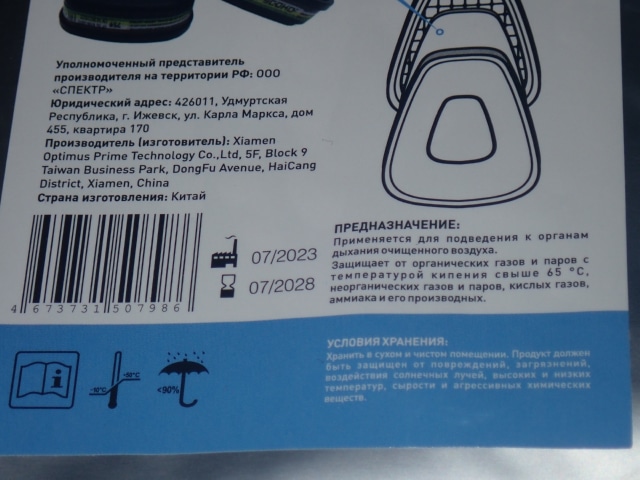 Уполномоченный представитель
производителя на территории РФ: ООО
«СПЕКТР»
Юридический адрес: 426011, Удмуртская
Республика, г. Ижевск, ул. Карла Маркса, дом
455, квартира 170
Производитель (изготовитель): Xiamen
Optimus Prime Technology Co.,Ltd, 5F, Block 9
Taiwan Business Park, DongFu Avenue, HaiCang
District, Xiamen, China
Страна изготовления: Китай
4 673731 507986
07/2023
07/2028
ПРЕДНАЗНАЧЕНИЕ:
Применяется для подведения к органам
дыхания очищенного воздуха.
Защищает от органических газов и паров с
температурой кипения свыше 65 °C,
неорганических газов и паров, кислых газов,
аммиака и его производных.
-10°C
+50°C
<90%
УСЛОВИЯ ХРАНЕНИЯ:
Хранить в сухом и чистом помещении. Продукт должен
быть защищен от повреждений, загрязнений,
воздействия солнечных лучей, высоких и низких
температур, сырости и агрессивных химических
веществ.